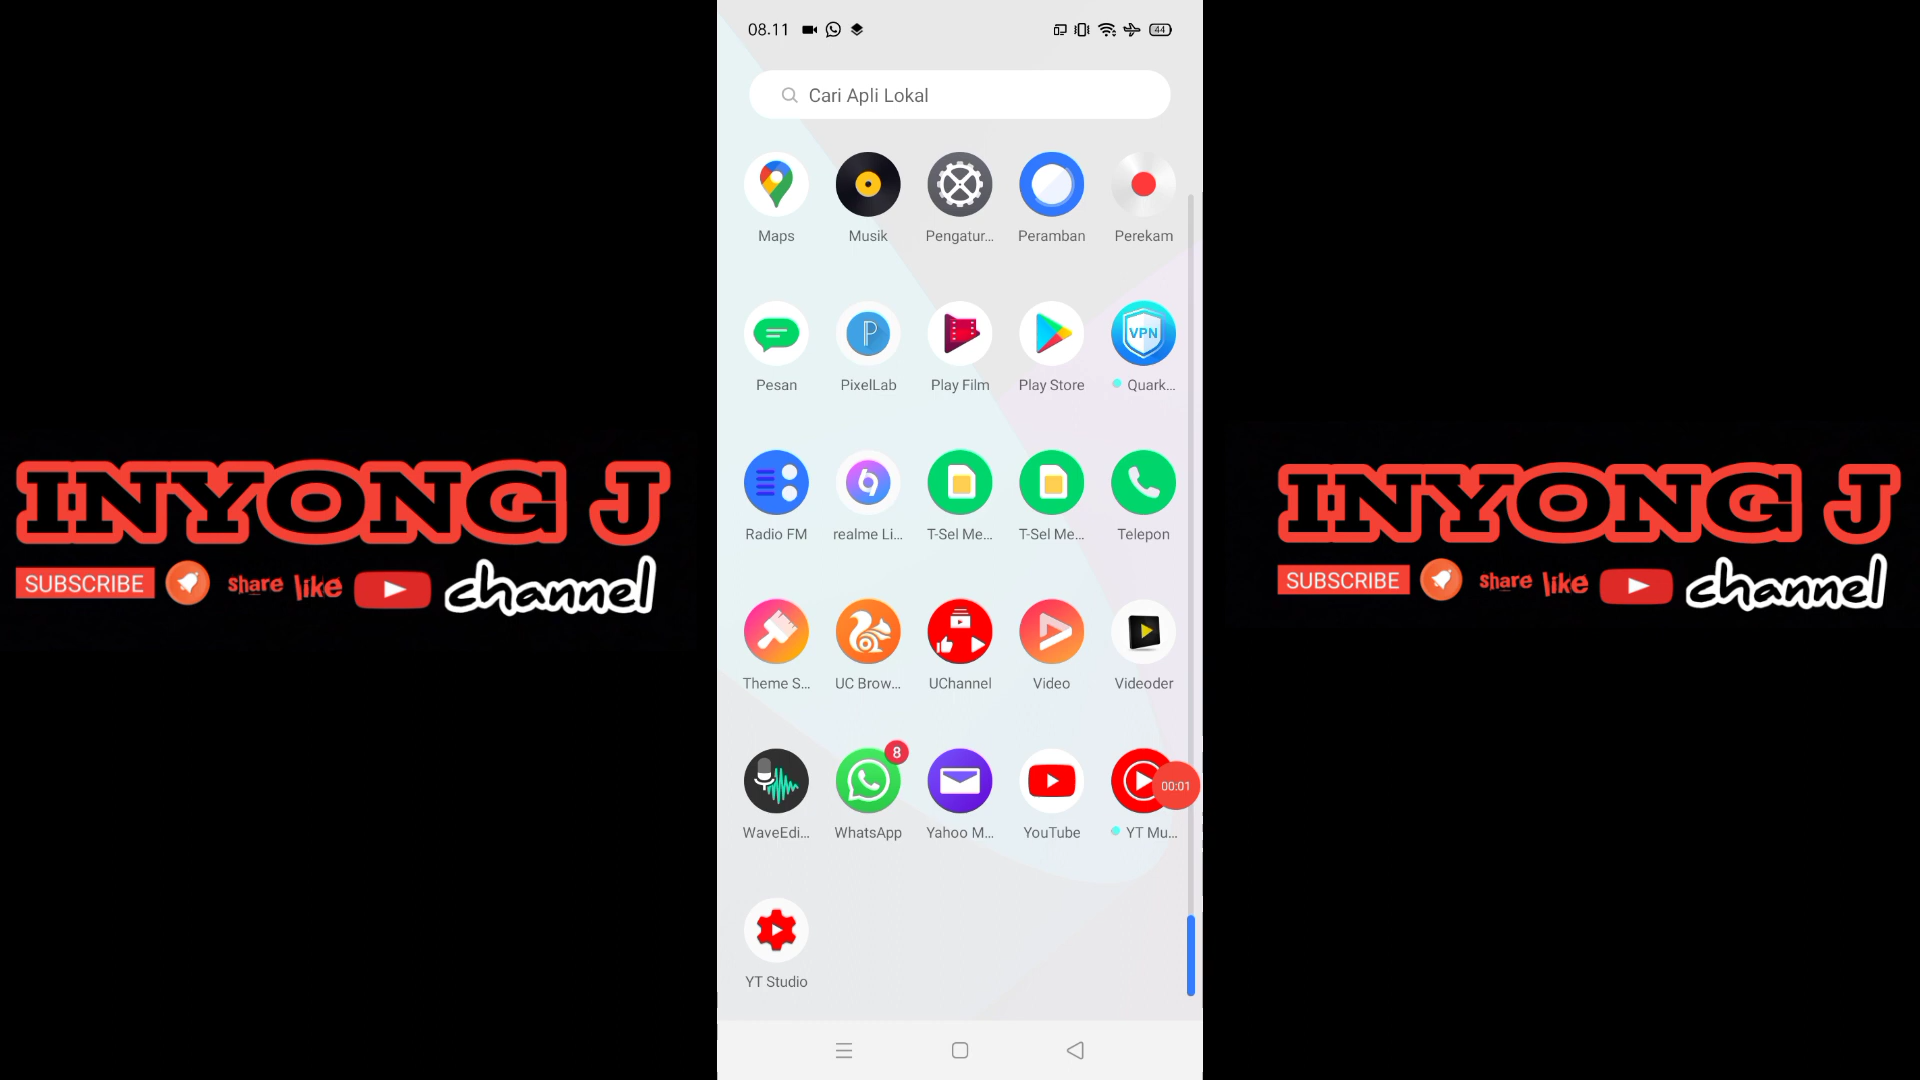 08.11
44
Cari Apli Lokal
Maps
Musik
Pengatur...
Peramban
Perekam
VPN
Pesan
PixelLab
Play Film
Play Store
Quark...
Radio FM
realme Li...
T-Sel Me...
T-Sel Me...
Telepon
Theme S...
UC Brow...
UChannel
Video
Videoder
8
00:01
WaveEdi...
WhatsApp
Yahoo M...
YouTube
YT Mu...
YT Studio
INYONG J
SUBSCRIBE share like channel
INYONG J
SUBSCRIBE share like channel